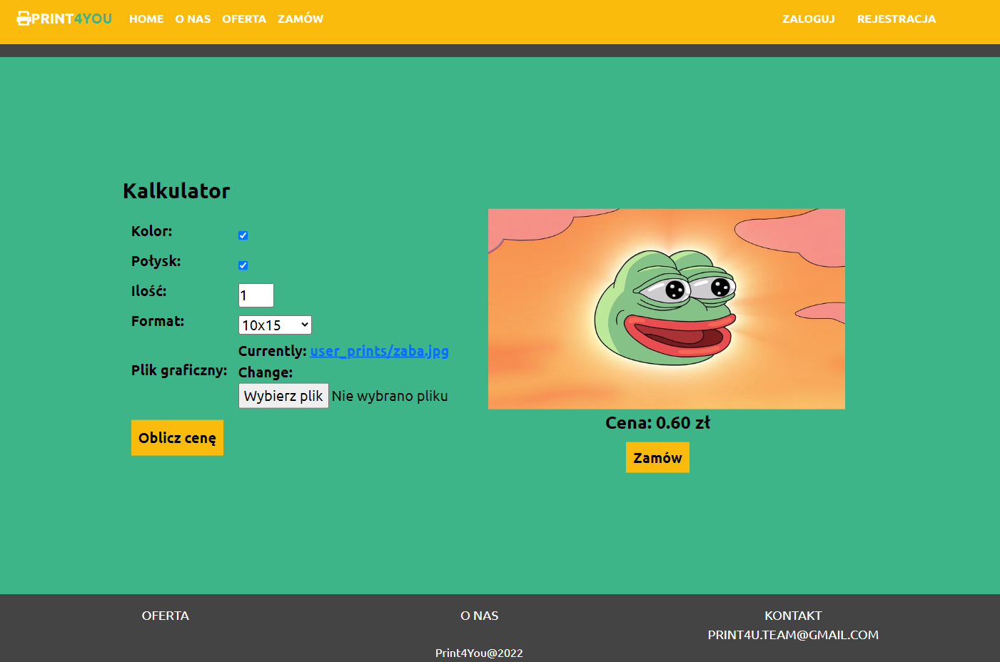 PRINT4YOU HOME O NAS OFERTA ZAMÓW ZALOGUJ REJESTRACJA
Kalkulator
Kolor:
Połysk:
Ilość: 1
Format: 10x15
Currently: user_prints/zaba.jpg
Plik graficzny: Change:
Wybierz plik Nie wybrano pliku
Oblicz cenę
Cena: 0.60 zł
Zamów
OFERTA O NAS KONTAKT
PRINT4U.TEAM@GMAIL.COM
Print4You@2022